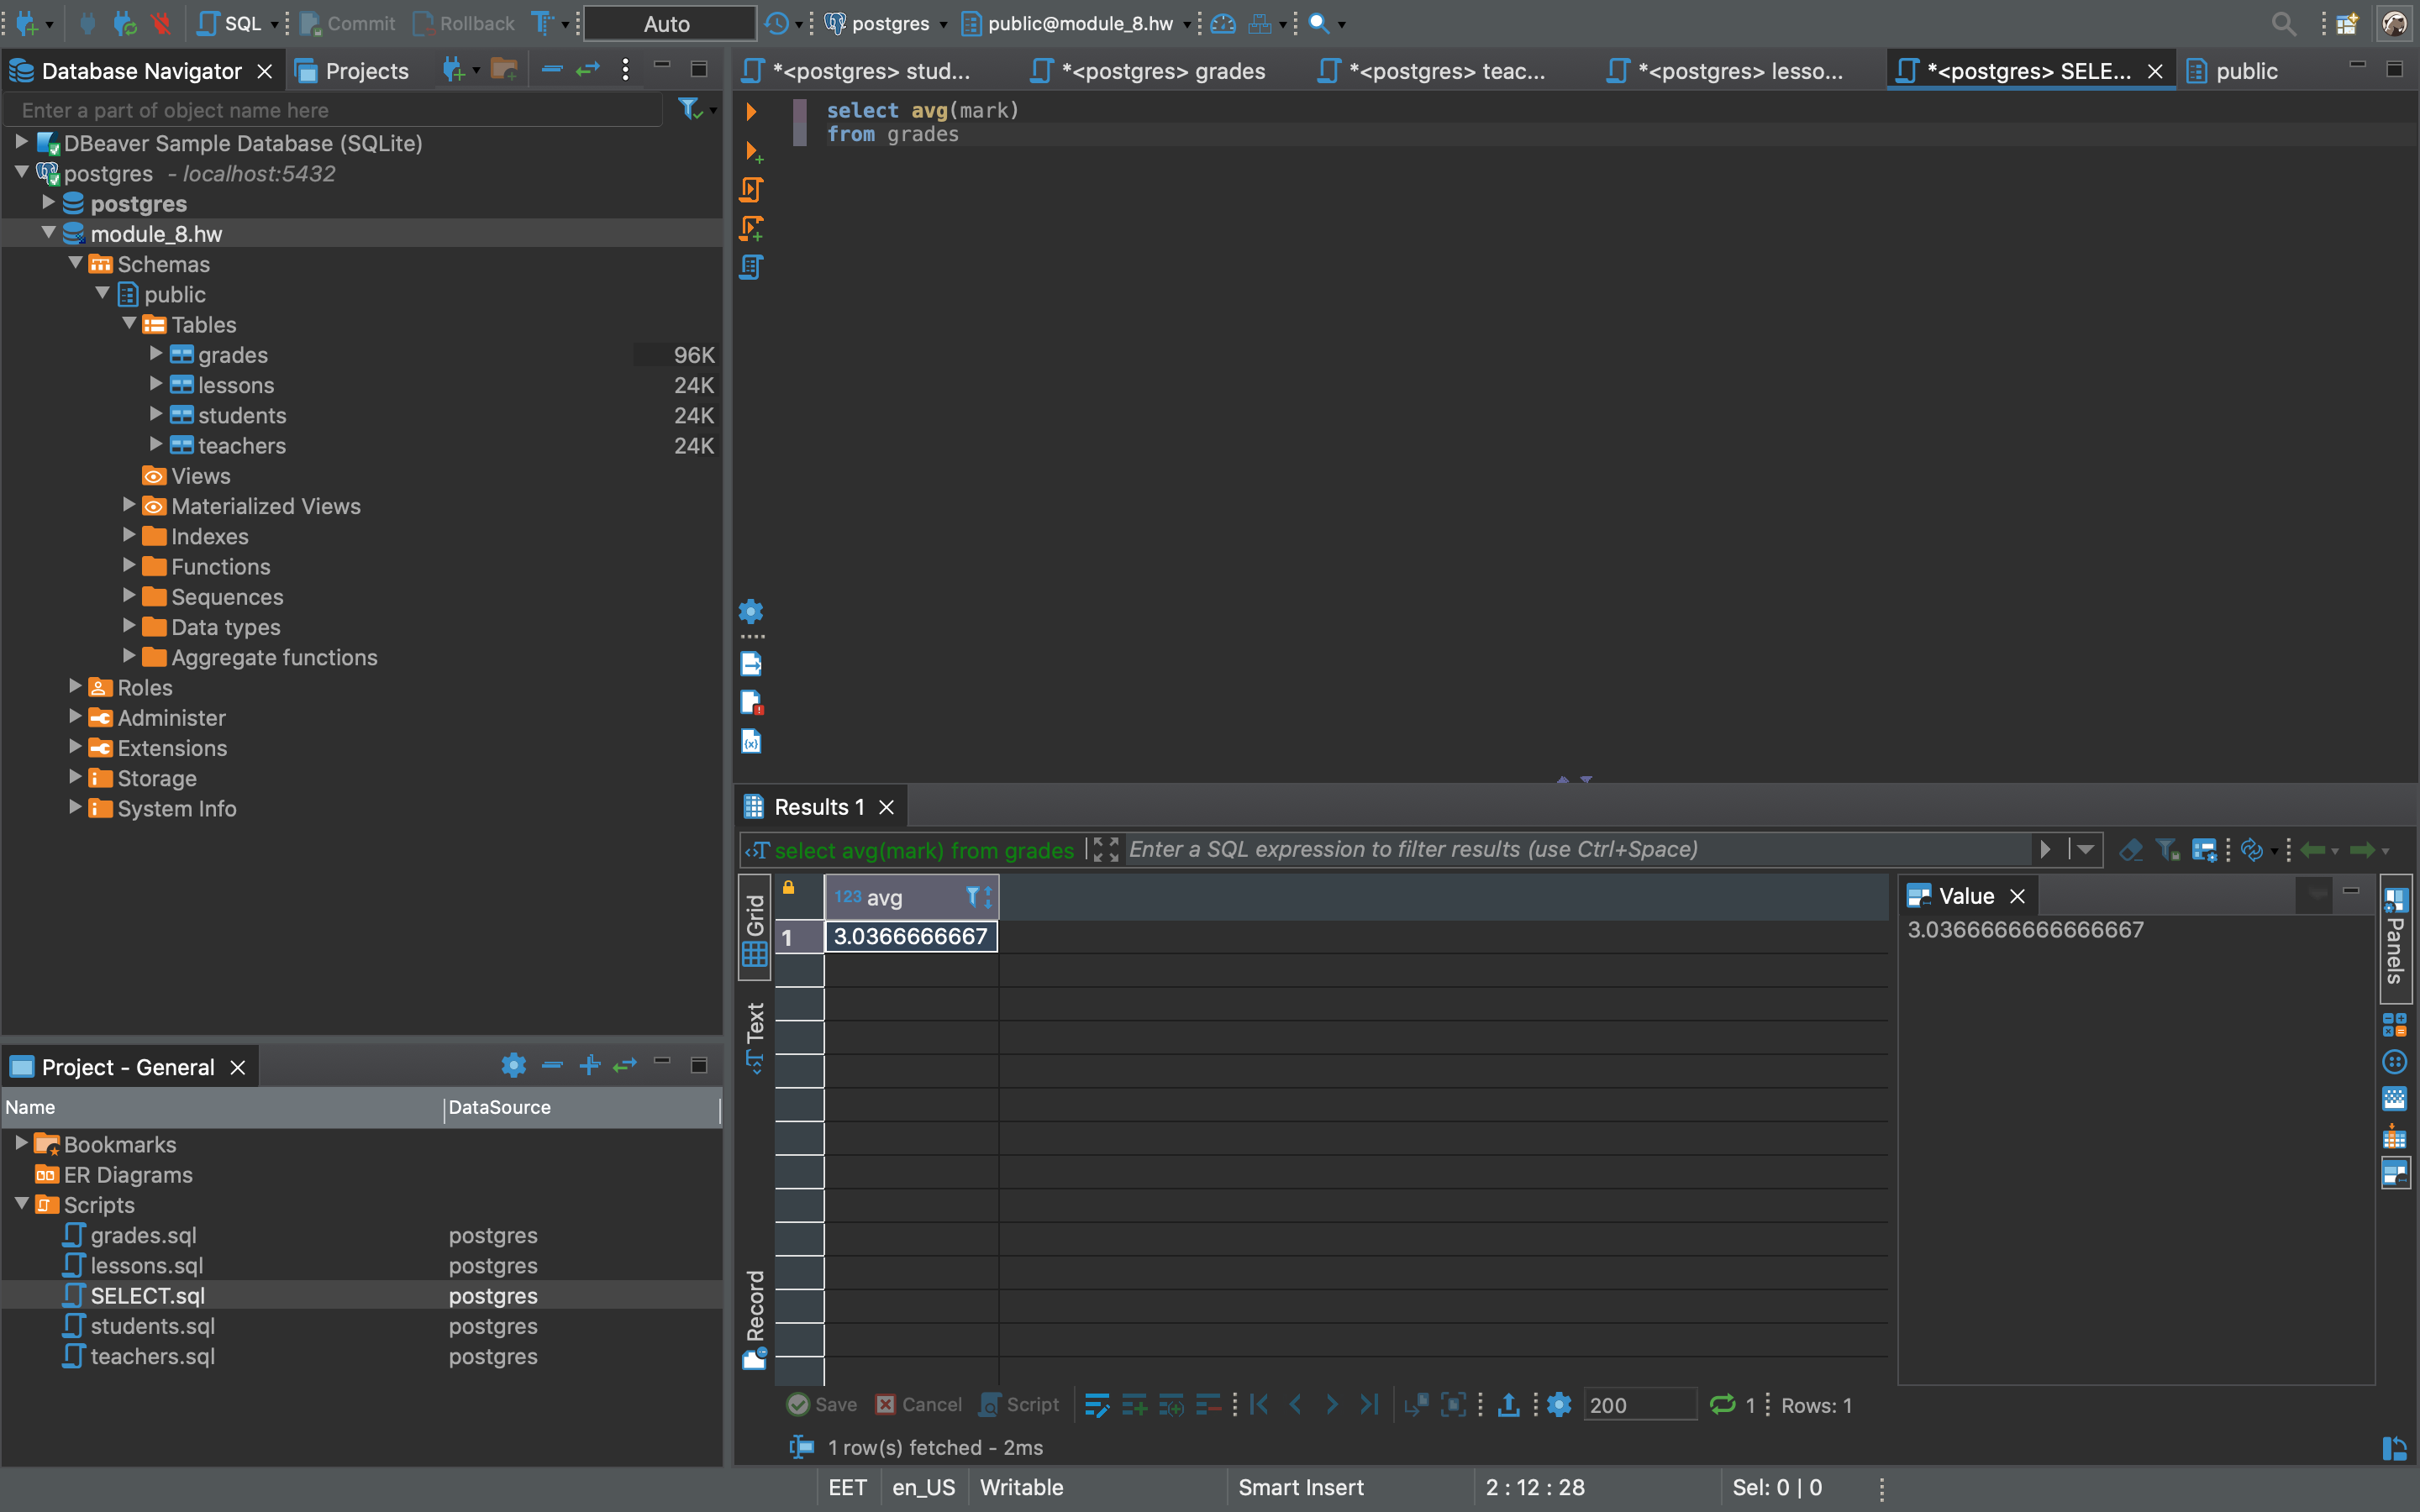 SQL Commit Rollback Auto postgres public@module_8.hw
Database Navigator Projects
*<postgres> stud... *<postgres> grades *<postgres> teac... *<postgres> lesso... *<postgres> SELE... public
Enter a part of object name here
DBeaver Sample Database (SQLite)
postgres - localhost:5432
postgres
module_8.hw
Schemas
public
Tables
grades 96K
lessons 24K
students 24K
teachers 24K
Views
Materialized Views
Indexes
Functions
Sequences
Data types
Aggregate functions
Roles
Administer
Extensions
Storage
System Info
select avg(mark)
from grades
Project - General
Name DataSource
Bookmarks
ER Diagrams
Scripts
grades.sql postgres
lessons.sql postgres
SELECT.sql postgres
students.sql postgres
teachers.sql postgres
Results 1
select avg(mark) from grades Enter a SQL expression to filter results (use Ctrl+Space)
Grid
Text
Record
123 avg
1 3.0366666667
Value
3.0366666666666667
Panels
Save Cancel Script 200 1 Rows: 1
1 row(s) fetched - 2ms
EET en_US Writable Smart Insert 2 : 12 : 28 Sel: 0 | 0